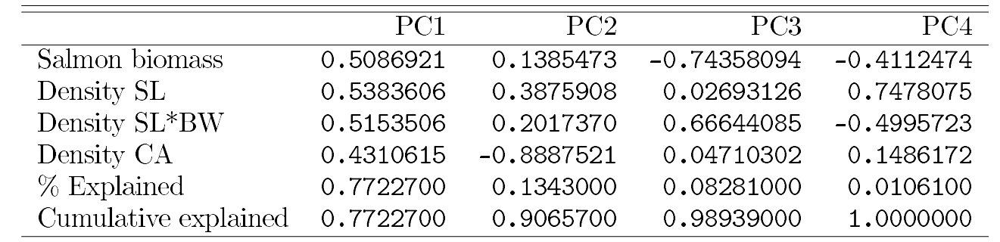 PC1 PC2 PC3 PC4
Salmon biomass 0.5086921 0.1385473 -0.74358094 -0.4112474
Density SL 0.5383606 0.3875908 0.02693126 0.7478075
Density SL*BW 0.5153506 0.2017370 0.66644085 -0.4995723
Density CA 0.4310615 -0.8887521 0.04710302 0.1486172
% Explained 0.7722700 0.1343000 0.08281000 0.0106100
Cumulative explained 0.7722700 0.9065700 0.98939000 1.0000000